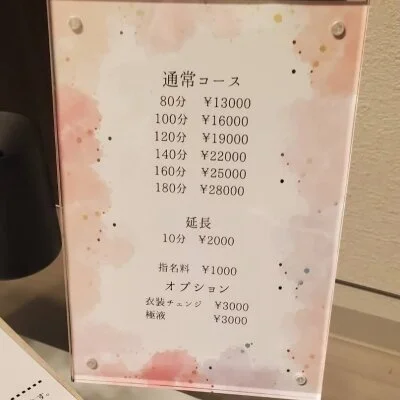 通常コース
80分 ¥13000
100分 ¥16000
120分 ¥19000
140分 ¥22000
160分 ¥25000
180分 ¥28000
延長
10分 ¥2000
指名料 ¥1000
オプション
衣装チェンジ ¥3000
極液 ¥3000
す。